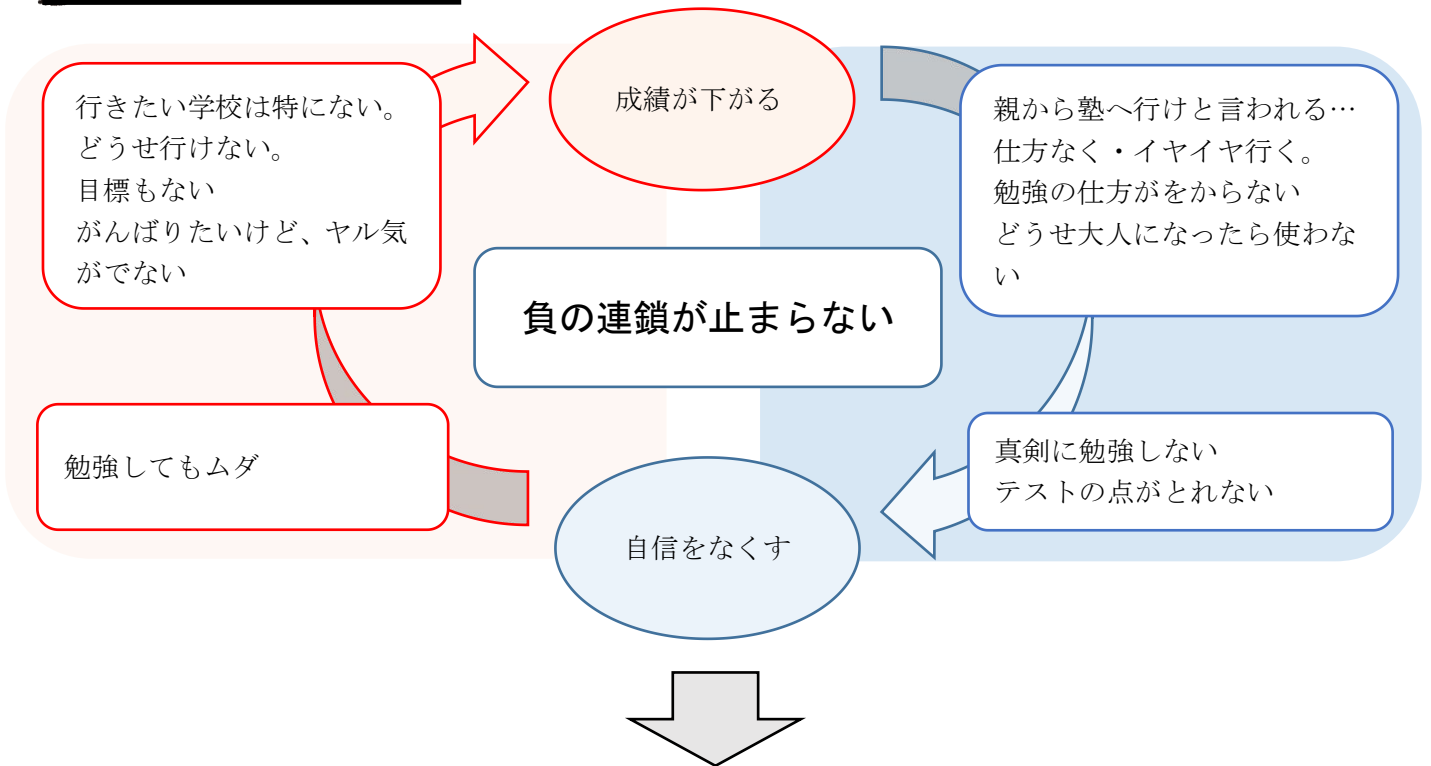 成績が下がる
行きたい学校は特にない。
どうせ行けない。
目標もない
がんばりたいけど、ヤル気
がでない
親から塾へ行けと言われる…
仕方なく・イヤイヤ行く。
勉強の仕方がをからない
どうせ大人になったら使わな
い
負の連鎖が止まらない
勉強してもムダ
真剣に勉強しない
テストの点がとれない
自信をなくす